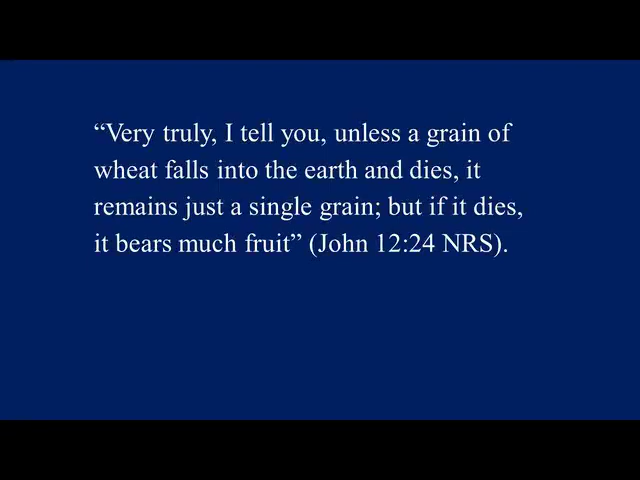 “Very truly, I tell you, unless a grain of
wheat falls into the earth and dies, it
remains just a single grain; but if it dies,
it bears much fruit” (John 12:24 NRS).